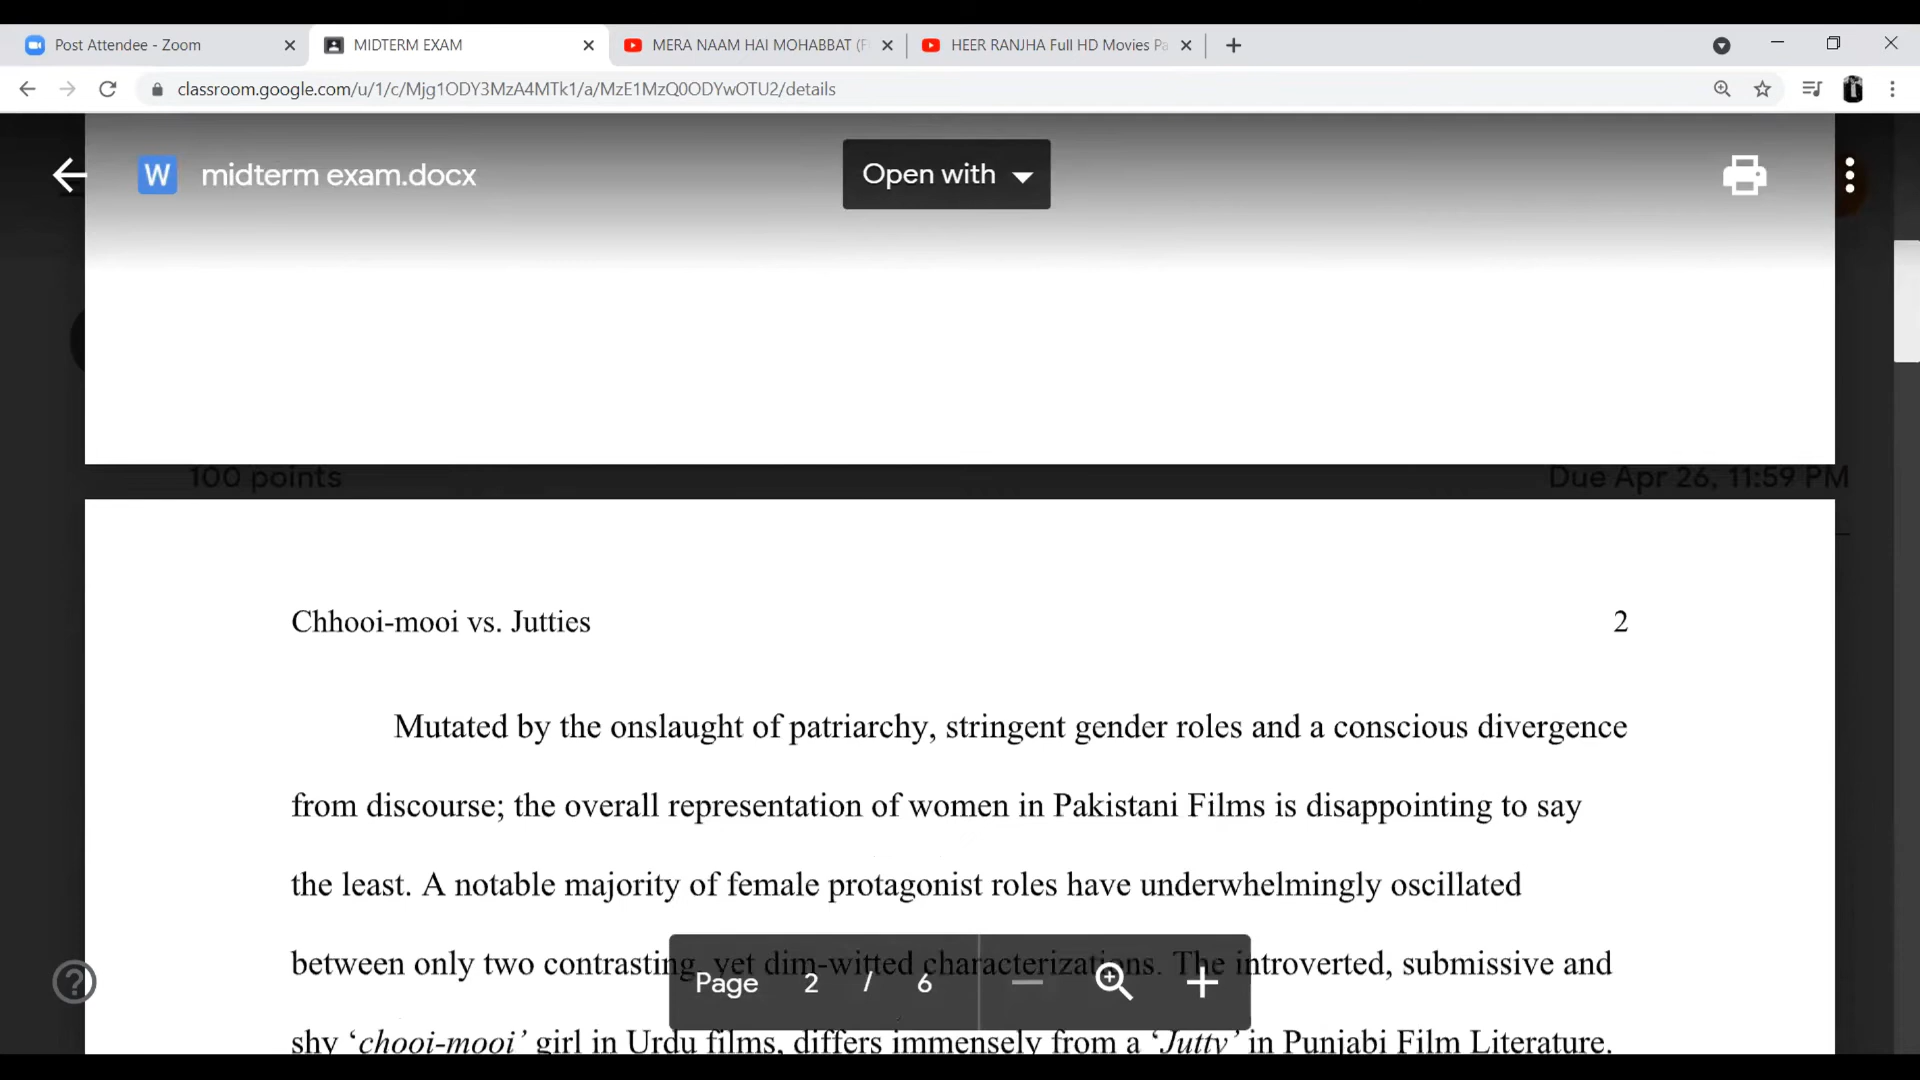 Post Attendee - Zoom
MIDTERM EXAM
MERA NAAM HAI MOHABBAT (F
HEER RANJHA Full HD Movies Pa
classroom.google.com/u/1/c/Mjg1ODY3MzA4MTk1/a/MzE1MzQ0ODYwOTU2/details
W
midterm exam.docx
Open with
100 points
Due Apr 26, 11:59 PM
Chhooi-mooi vs. Jutties
2
Mutated by the onslaught of patriarchy, stringent gender roles and a conscious divergence
from discourse; the overall representation of women in Pakistani Films is disappointing to say
the least. A notable majority of female protagonist roles have underwhelmingly oscillated
between only two contrasting, yet dim-witted characterizations. The introverted, submissive and
Page 2 / 6
shy ‘chooi-mooi’ girl in Urdu films, differs immensely from a ‘Jutty’ in Punjabi Film Literature.